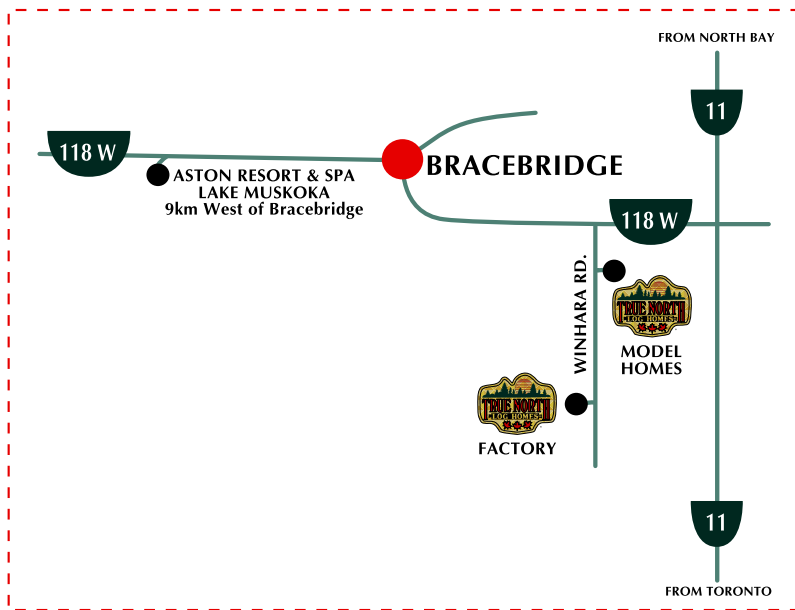 FROM NORTH BAY
11
118 W
BRACEBRIDGE
ASTON RESORT & SPA
LAKE MUSKOKA
9km West of Bracebridge
118 W
WINHARA RD.
TRUE NORTH
LOG HOMES
MODEL
HOMES
TRUE NORTH
LOG HOMES
FACTORY
11
FROM TORONTO